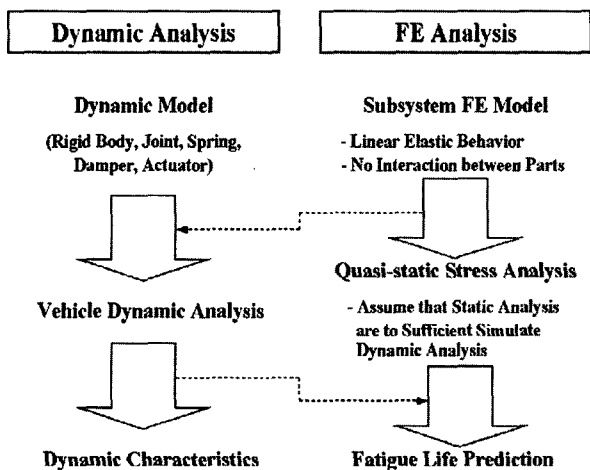 Dynamic Analysis
FE Analysis
Dynamic Model
(Rigid Body, Joint, Spring,
Damper, Actuator)
Subsystem FE Model
- Linear Elastic Behavior
- No Interaction between Parts
Quasi-static Stress Analysis
- Assume that Static Analysis
are to Sufficient Simulate
Dynamic Analysis
Vehicle Dynamic Analysis
Dynamic Characteristics
Fatigue Life Prediction